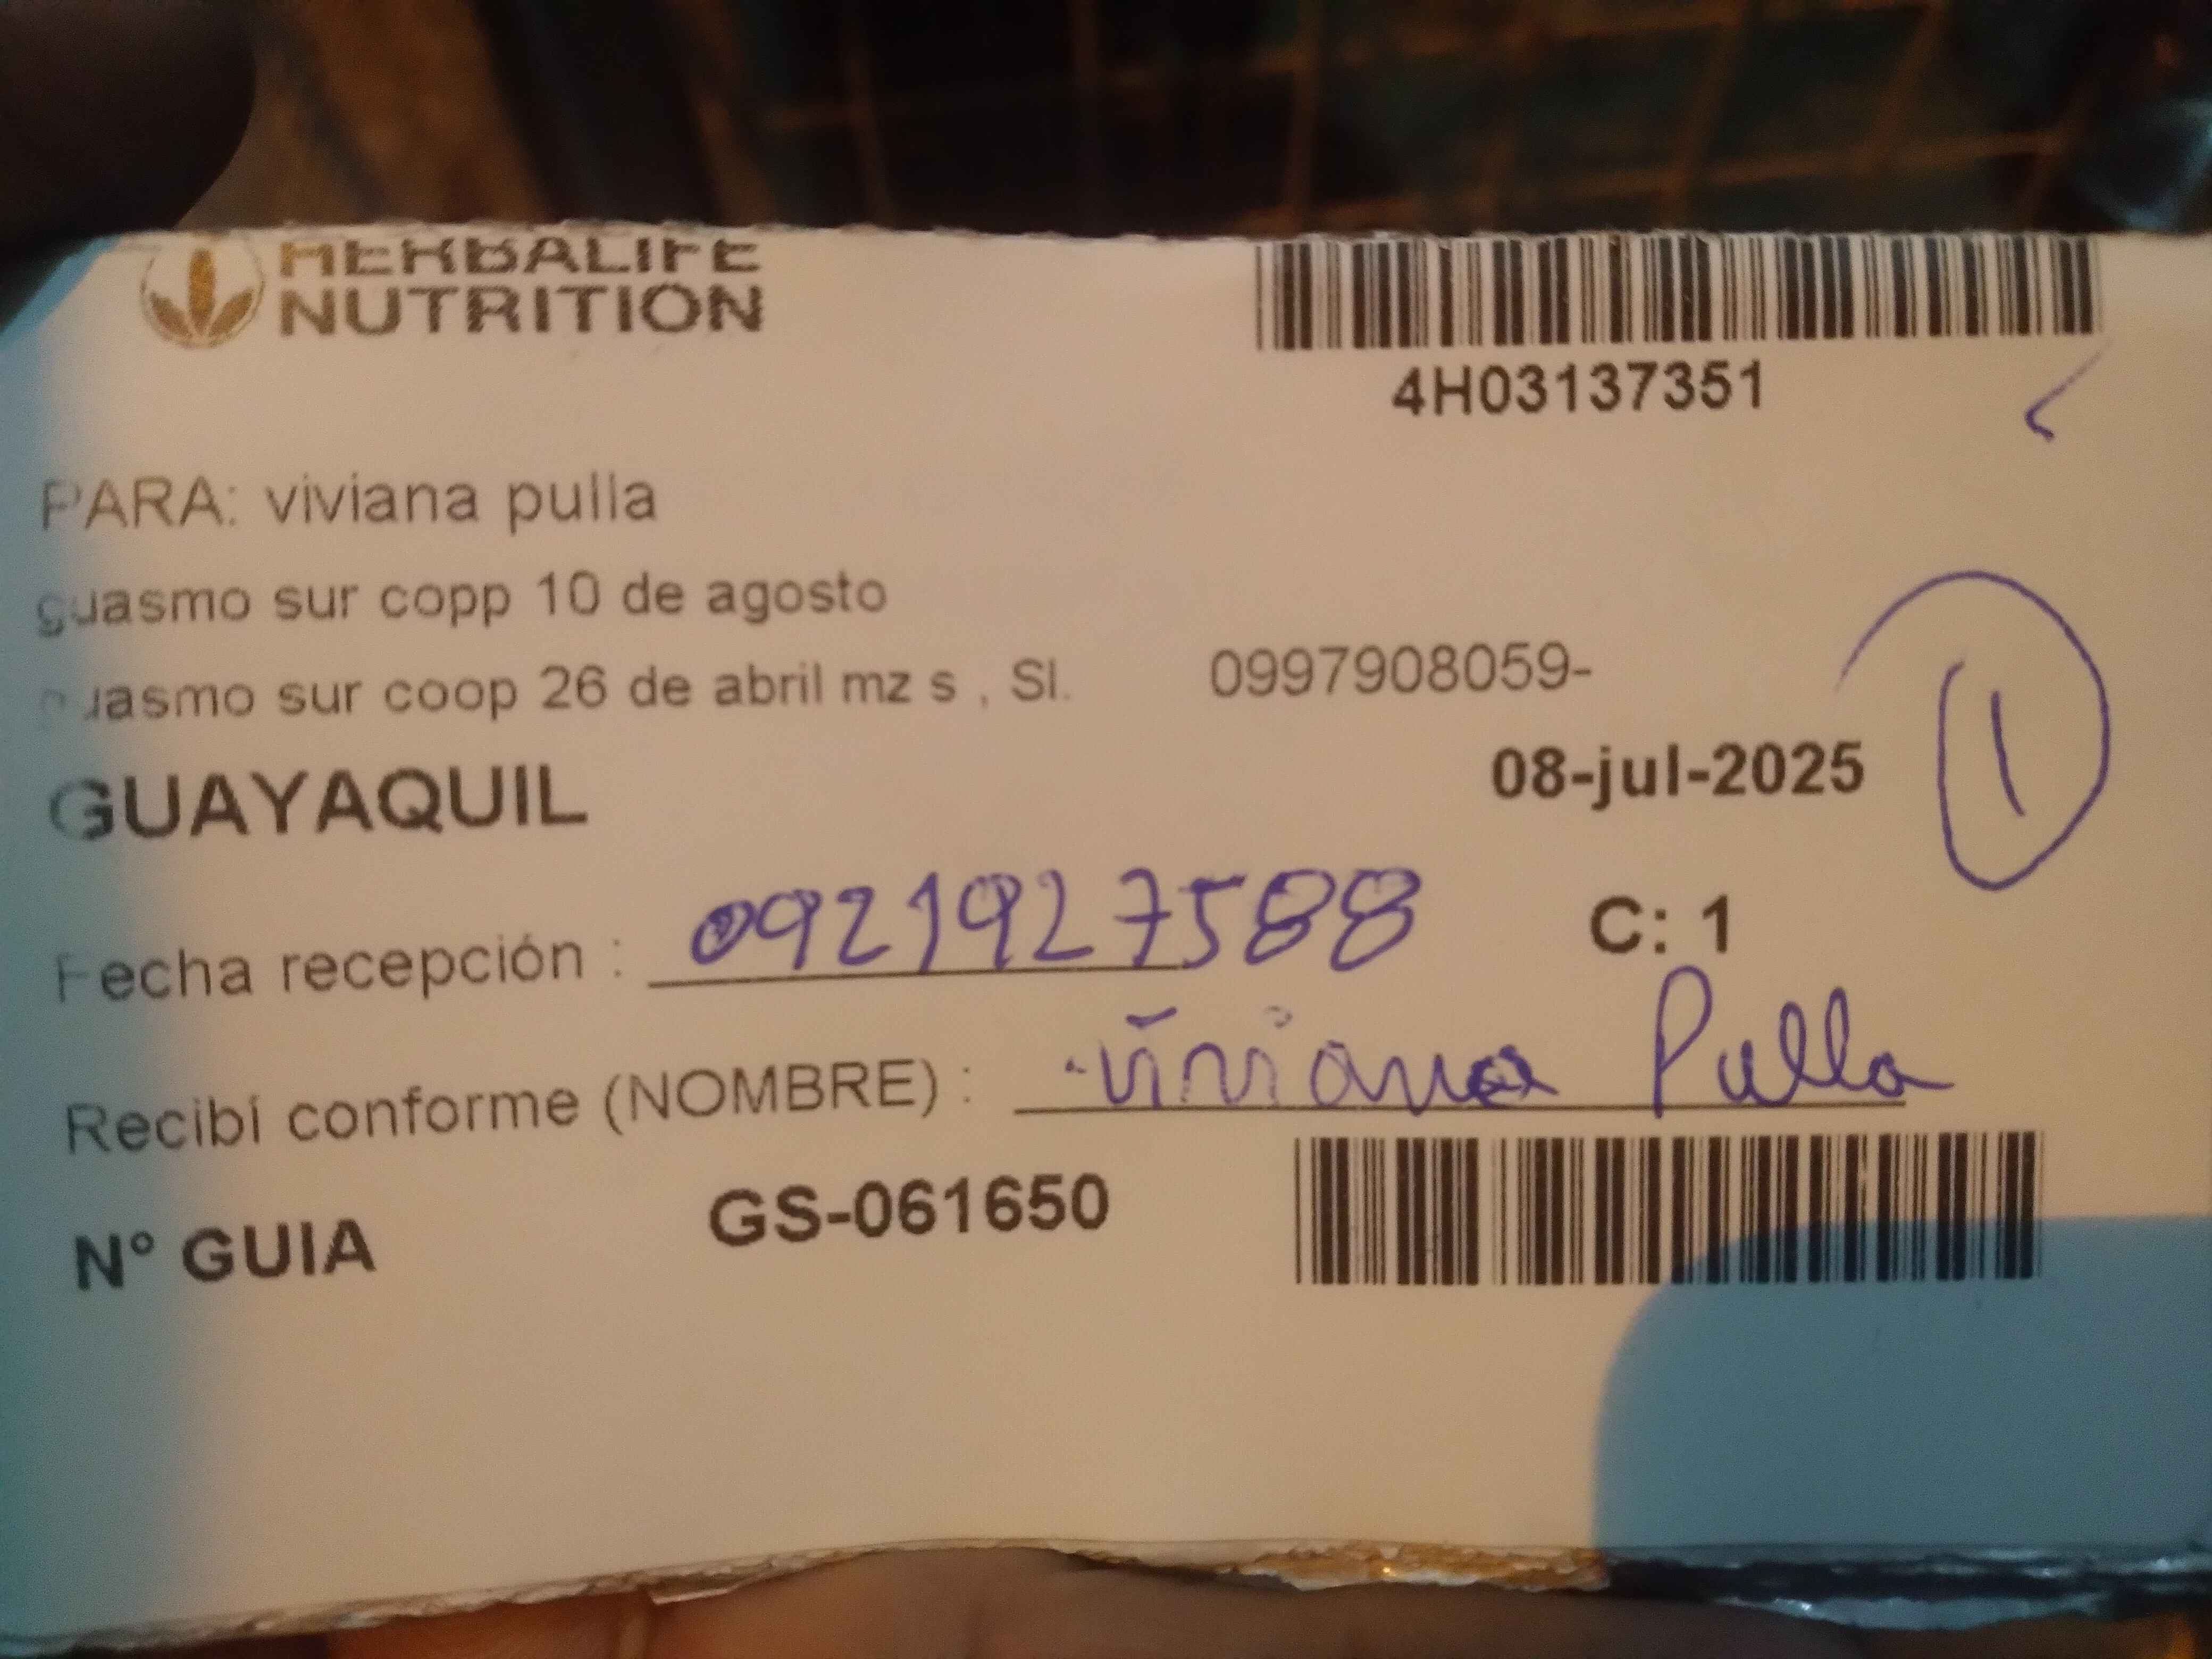 HERBALIFE
NUTRITION
4H03137351
PARA: viviana pulla
guasmo sur copp 10 de agosto
guasmo sur coop 26 de abril mz s , Sl. 0997908059-
GUAYAQUIL 08-jul-2025 1
Fecha recepción : 0921927588 C: 1
Recibí conforme (NOMBRE) : viviana Pulla
N° GUIA GS-061650